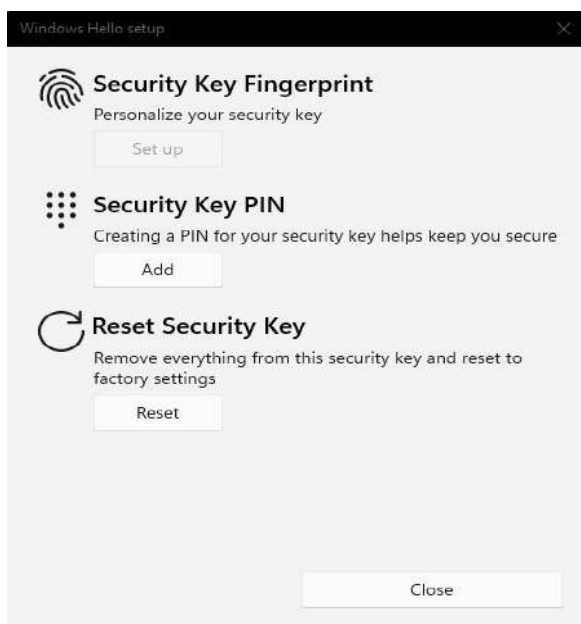 Windows Hello setup
Security Key Fingerprint
Personalize your security key
Set up
Security Key PIN
Creating a PIN for your security key helps keep you secure
Add
Reset Security Key
Remove everything from this security key and reset to
factory settings
Reset
Close